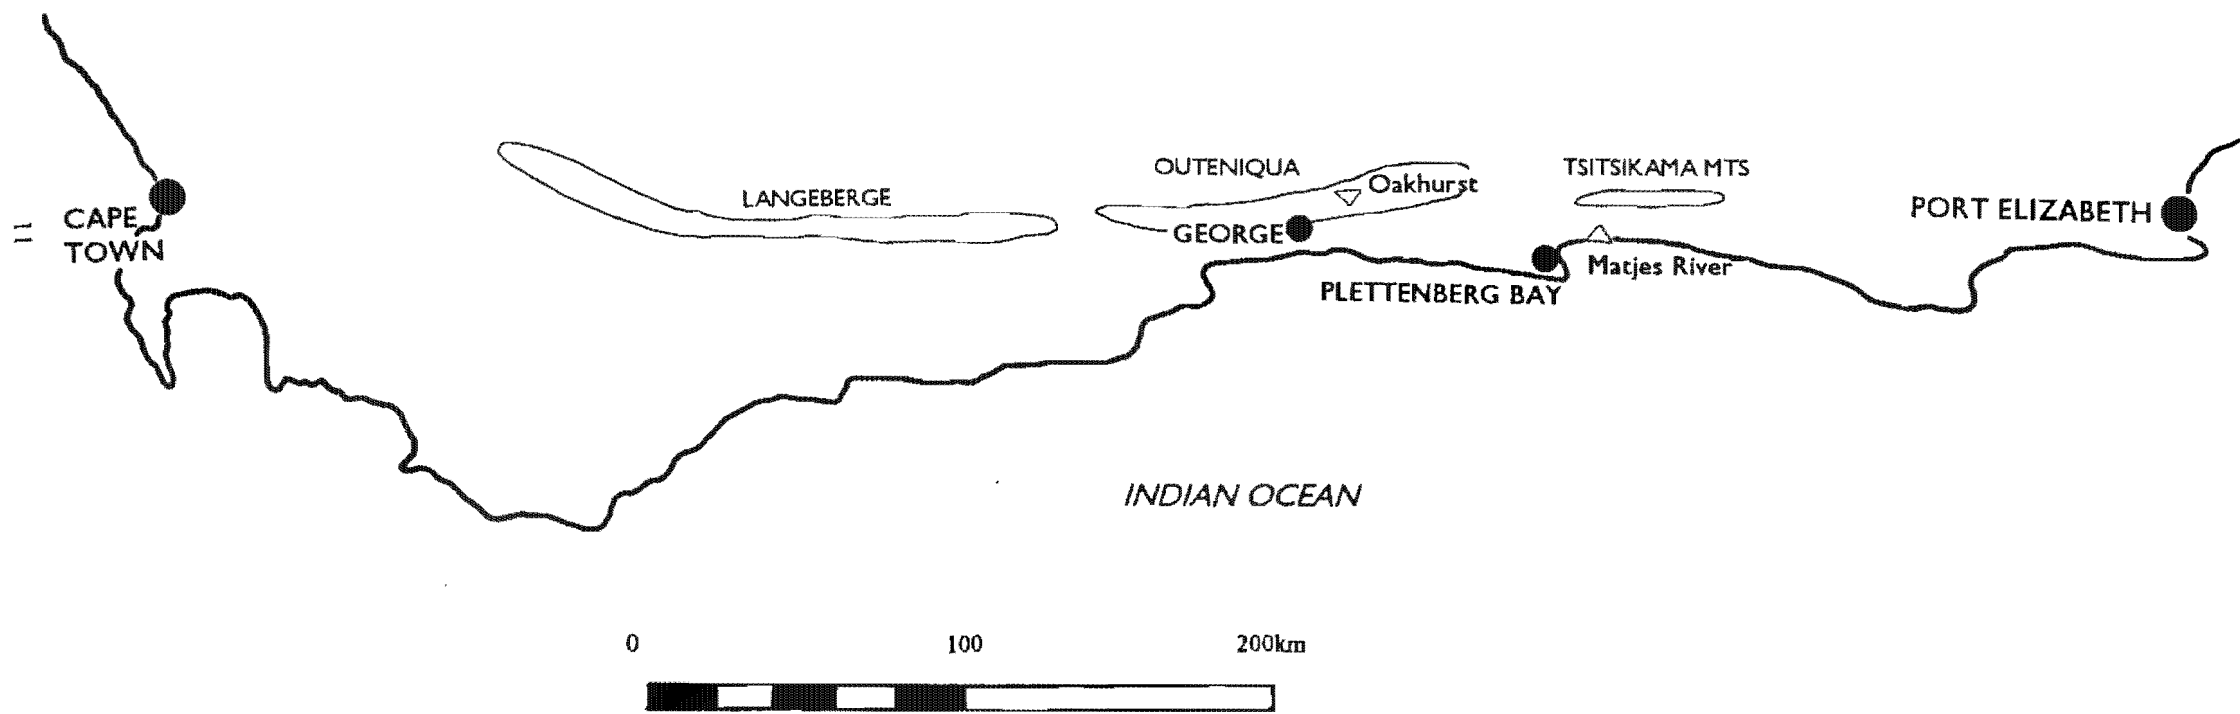 OUTENIQUA
TSITSIKAMA MTS
LANGEBERGE
Oakhurst
CAPE
TOWN
GEORGE
PORT ELIZABETH
Matjes River
PLETTENBERG BAY
11
INDIAN OCEAN
0 100 200km